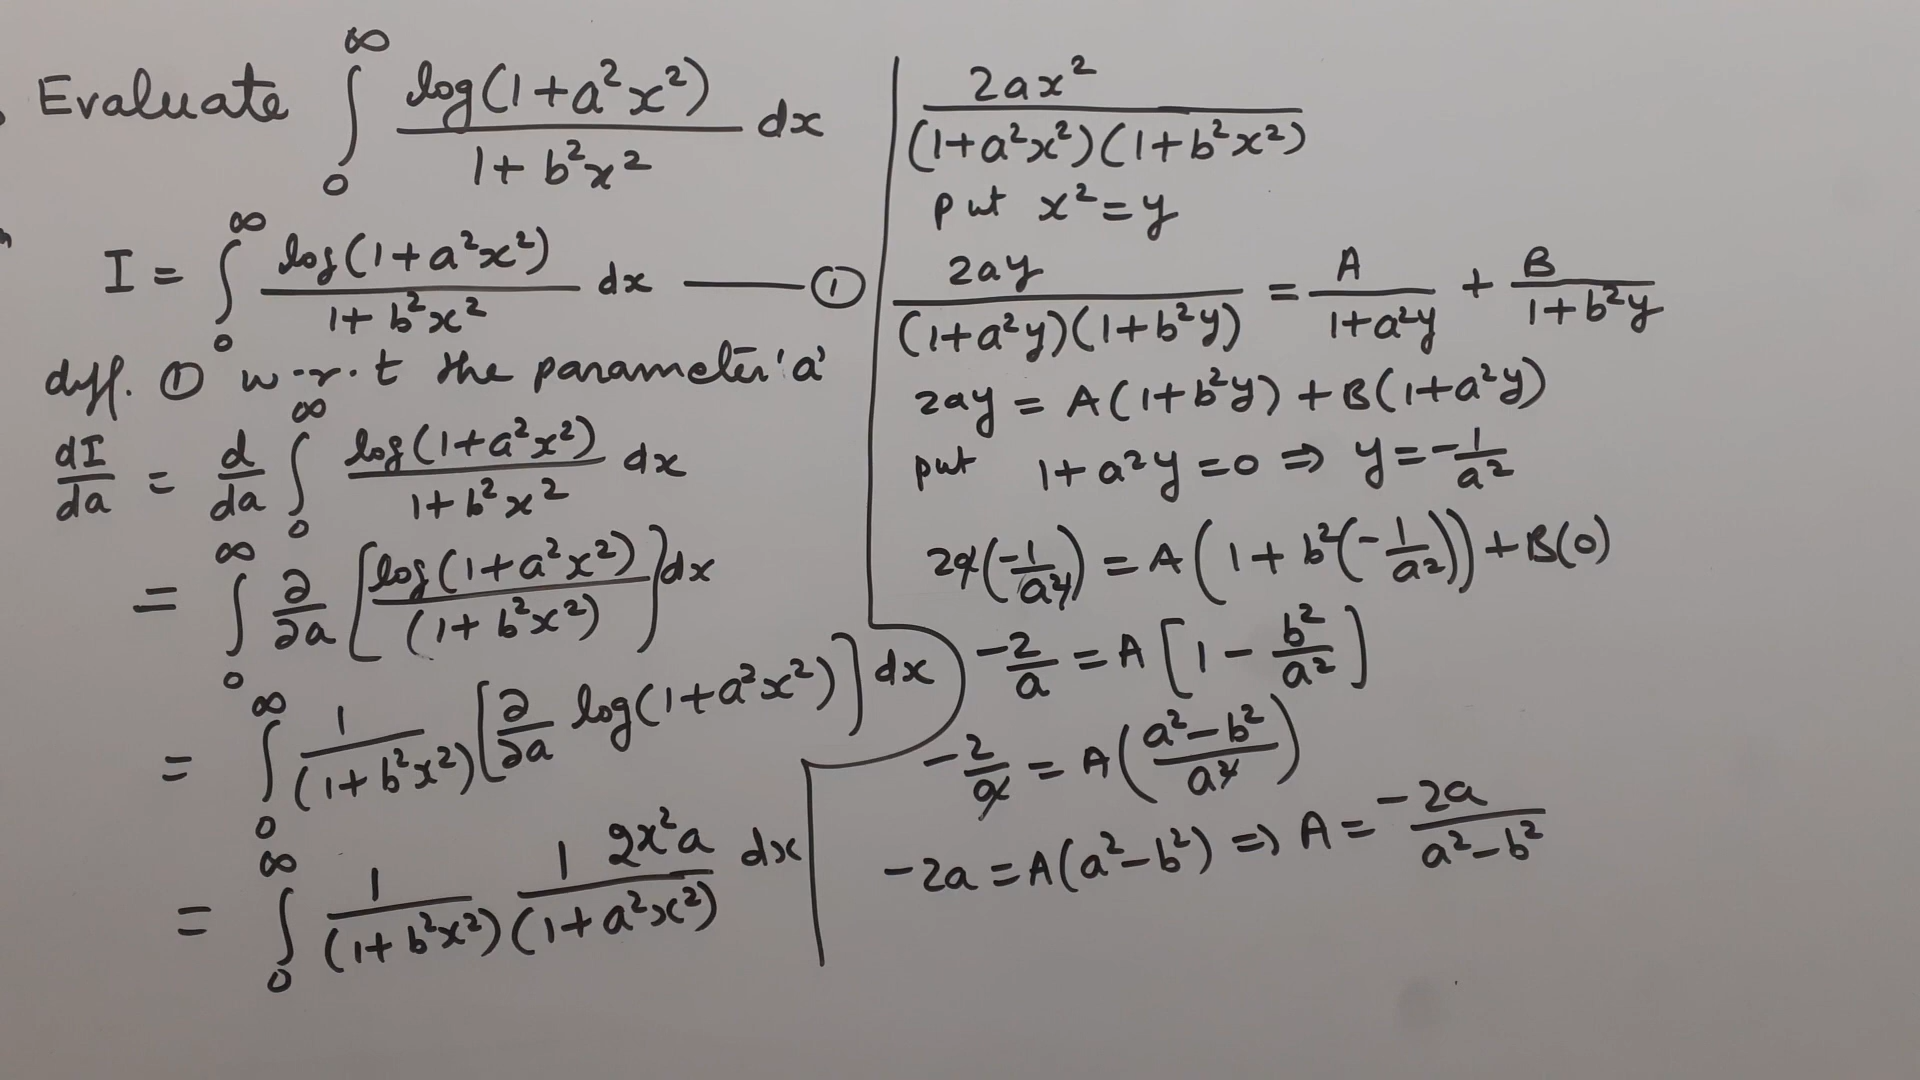 Evaluate ∫₀^∞ log(1+a²x²)/(1+b²x²) dx
I = ∫₀^∞ log(1+a²x²)/(1+b²x²) dx —— ①
diff. ① w.r.t the parameter 'a'
dI/da = d/da ∫₀^∞ log(1+a²x²)/(1+b²x²) dx
= ∫₀^∞ ∂/∂a [log(1+a²x²)/(1+b²x²)] dx
= ∫₀^∞ 1/(1+b²x²) [∂/∂a log(1+a²x²)] dx
= ∫₀^∞ 1/(1+b²x²) 1 2x²a/(1+a²x²) dx
2ax²/((1+a²x²)(1+b²x²))
put x²=y
2ay/((1+a²y)(1+b²y)) = A/(1+a²y) + B/(1+b²y)
2ay = A(1+b²y) + B(1+a²y)
put 1+a²y=0 ⇒ y=-1/a²
2a(-1/a²) = A(1+b²(-1/a²)) + B(0)
-2/a = A[1 - b²/a²]
-2/a = A((a²-b²)/a²)
-2a = A(a²-b²) ⇒ A = -2a/(a²-b²)